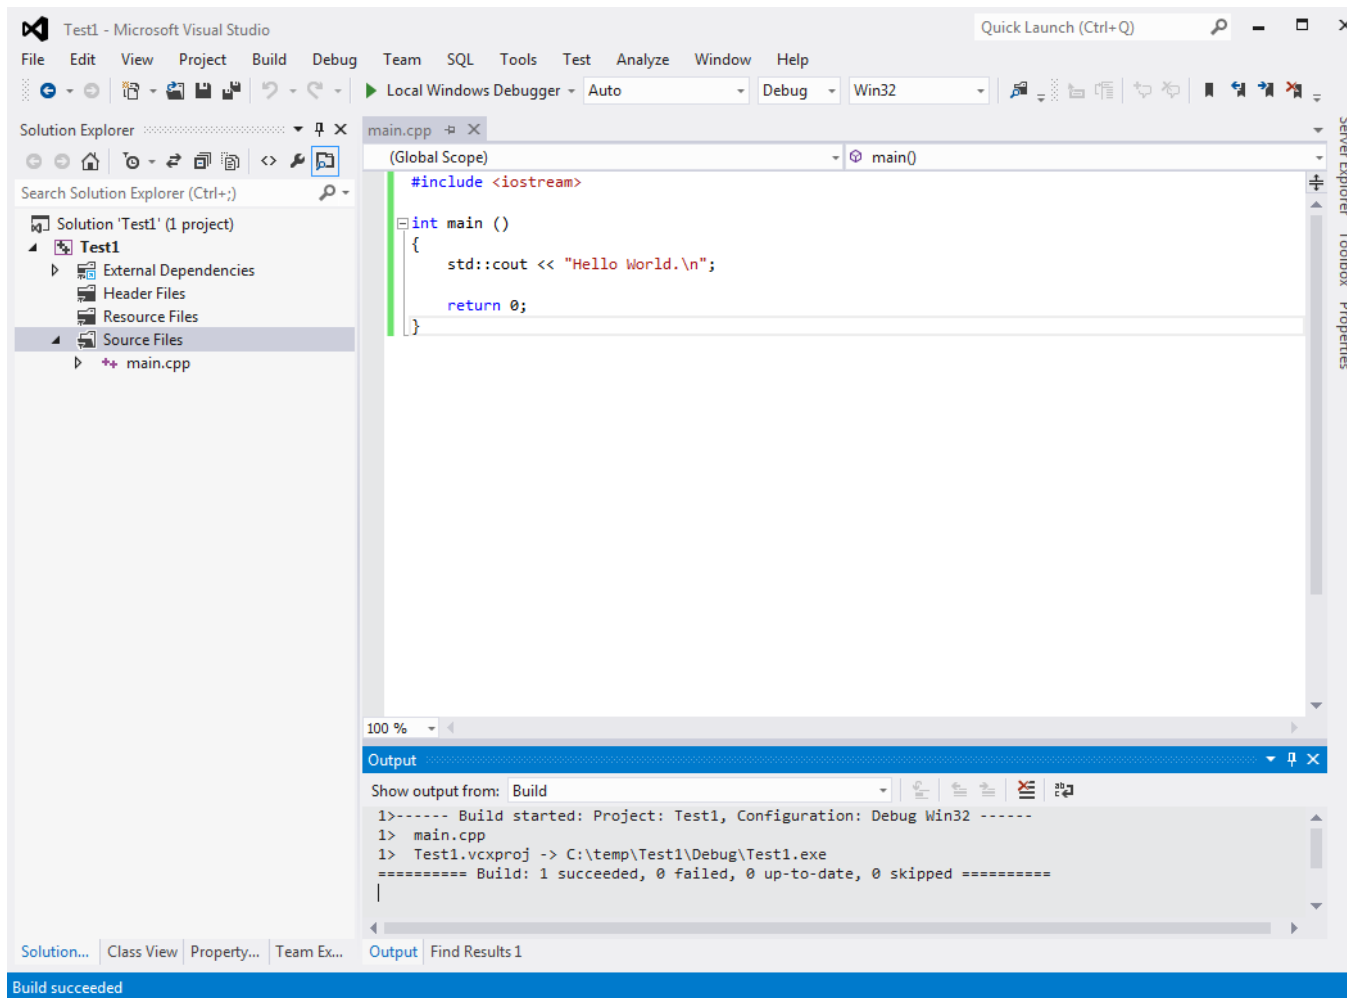 Test1 - Microsoft Visual Studio
Quick Launch (Ctrl+Q)
File Edit View Project Build Debug Team SQL Tools Test Analyze Window Help
Local Windows Debugger Auto Debug Win32
Solution Explorer
Search Solution Explorer (Ctrl+;)
Solution 'Test1' (1 project)
Test1
External Dependencies
Header Files
Resource Files
Source Files
main.cpp
main.cpp
(Global Scope) main()
#include <iostream>
int main ()
{
std::cout << "Hello World.\n";
return 0;
}
100 %
Server Explorer
Toolbox
Properties
Output
Show output from: Build
1>------ Build started: Project: Test1, Configuration: Debug Win32 ------
1> main.cpp
1> Test1.vcxproj -> C:\temp\Test1\Debug\Test1.exe
========== Build: 1 succeeded, 0 failed, 0 up-to-date, 0 skipped ==========
Solution... Class View Property... Team Ex...
Output Find Results 1
Build succeeded